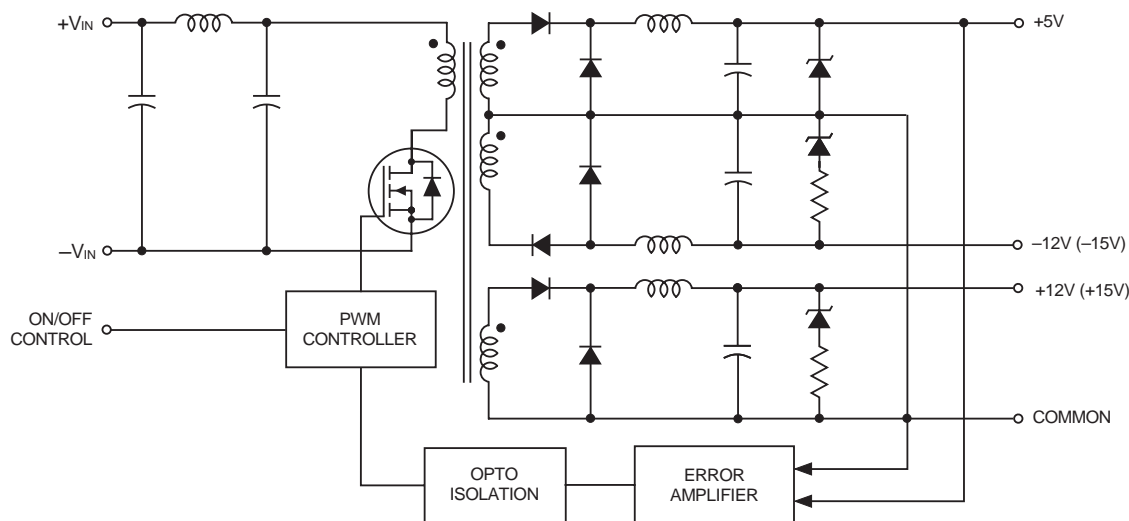 +VIN
+5V
–VIN
–12V (–15V)
+12V (+15V)
ON/OFF
CONTROL
PWM
CONTROLLER
COMMON
OPTO
ISOLATION
ERROR
AMPLIFIER